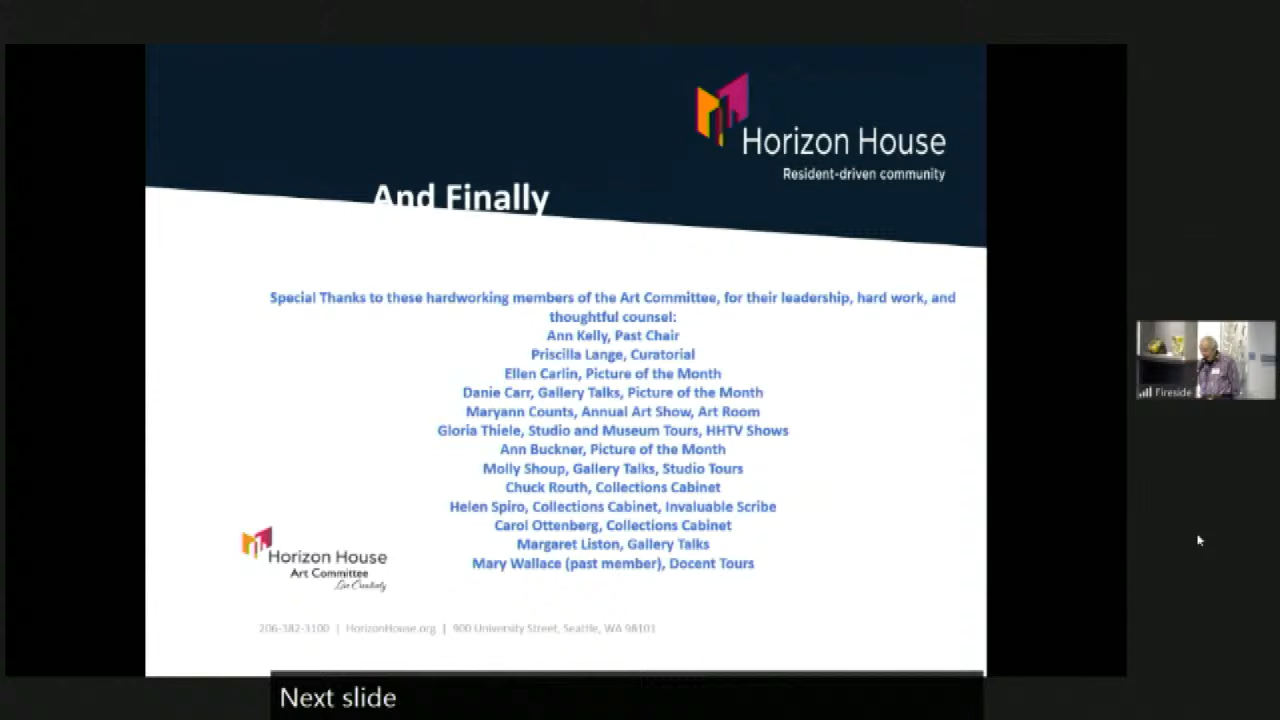 Horizon House
Resident-driven community
And Finally
Special Thanks to these hardworking members of the Art Committee, for their leadership, hard work, and
thoughtful counsel:
Ann Kelly, Past Chair
Priscilla Lange, Curatorial
Ellen Carlin, Picture of the Month
Danie Carr, Gallery Talks, Picture of the Month
Maryann Counts, Annual Art Show, Art Room
Gloria Thiele, Studio and Museum Tours, HHTV Shows
Ann Buckner, Picture of the Month
Molly Shoup, Gallery Talks, Studio Tours
Chuck Routh, Collections Cabinet
Helen Spiro, Collections Cabinet, Invaluable Scribe
Carol Ottenberg, Collections Cabinet
Margaret Liston, Gallery Talks
Mary Wallace (past member), Docent Tours
Horizon House
Art Committee
Live Creatively
206-382-3100 | HorizonHouse.org | 900 University Street, Seattle, WA 98101
Fireside
Next slide